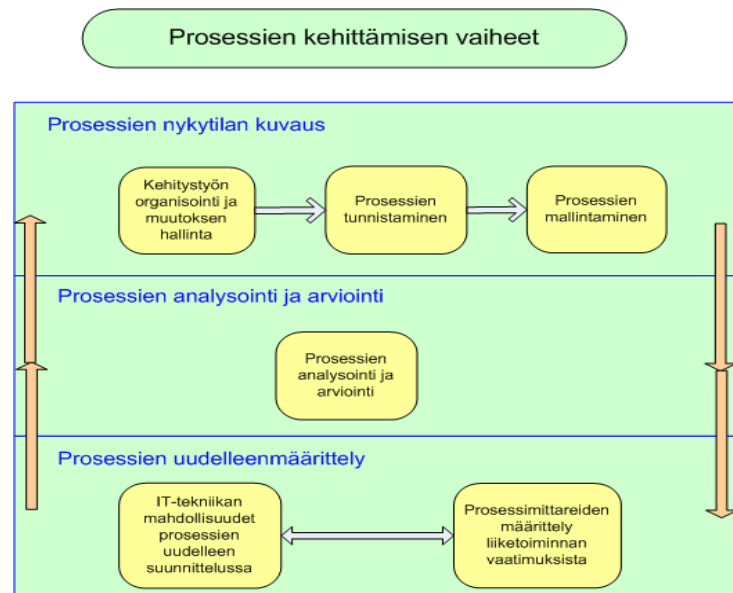 Prosessien kehittämisen vaiheet
Prosessien nykytilan kuvaus
Kehitystyön
organisointi ja
muutoksen
hallinta
Prosessien
tunnistaminen
Prosessien
mallintaminen
Prosessien analysointi ja arviointi
Prosessien
analysointi ja
arviointi
Prosessien uudelleenmäärittely
IT-tekniikan
mahdollisuudet
prosessien
uudelleen
suunnittelussa
Prosessimittareiden
määrittely
liiketoiminnan
vaatimuksista